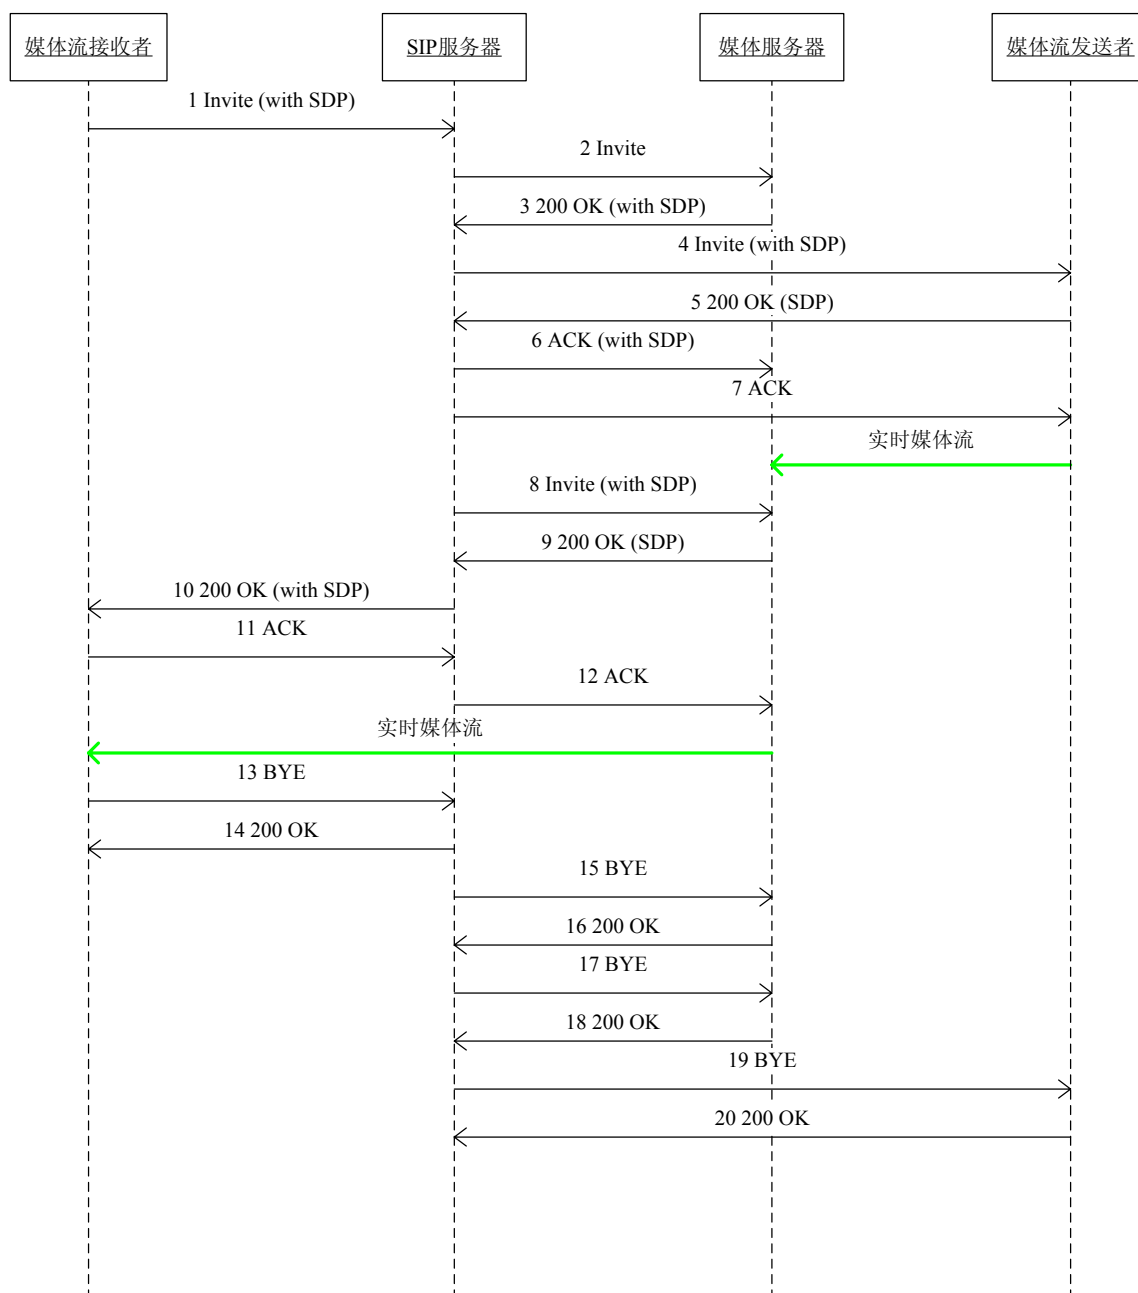 媒体流接收者
SIP服务器
媒体服务器
媒体流发送者
1 Invite (with SDP)
2 Invite
3 200 OK (with SDP)
4 Invite (with SDP)
5 200 OK (SDP)
6 ACK (with SDP)
7 ACK
实时媒体流
8 Invite (with SDP)
9 200 OK (SDP)
10 200 OK (with SDP)
11 ACK
12 ACK
实时媒体流
13 BYE
14 200 OK
15 BYE
16 200 OK
17 BYE
18 200 OK
19 BYE
20 200 OK